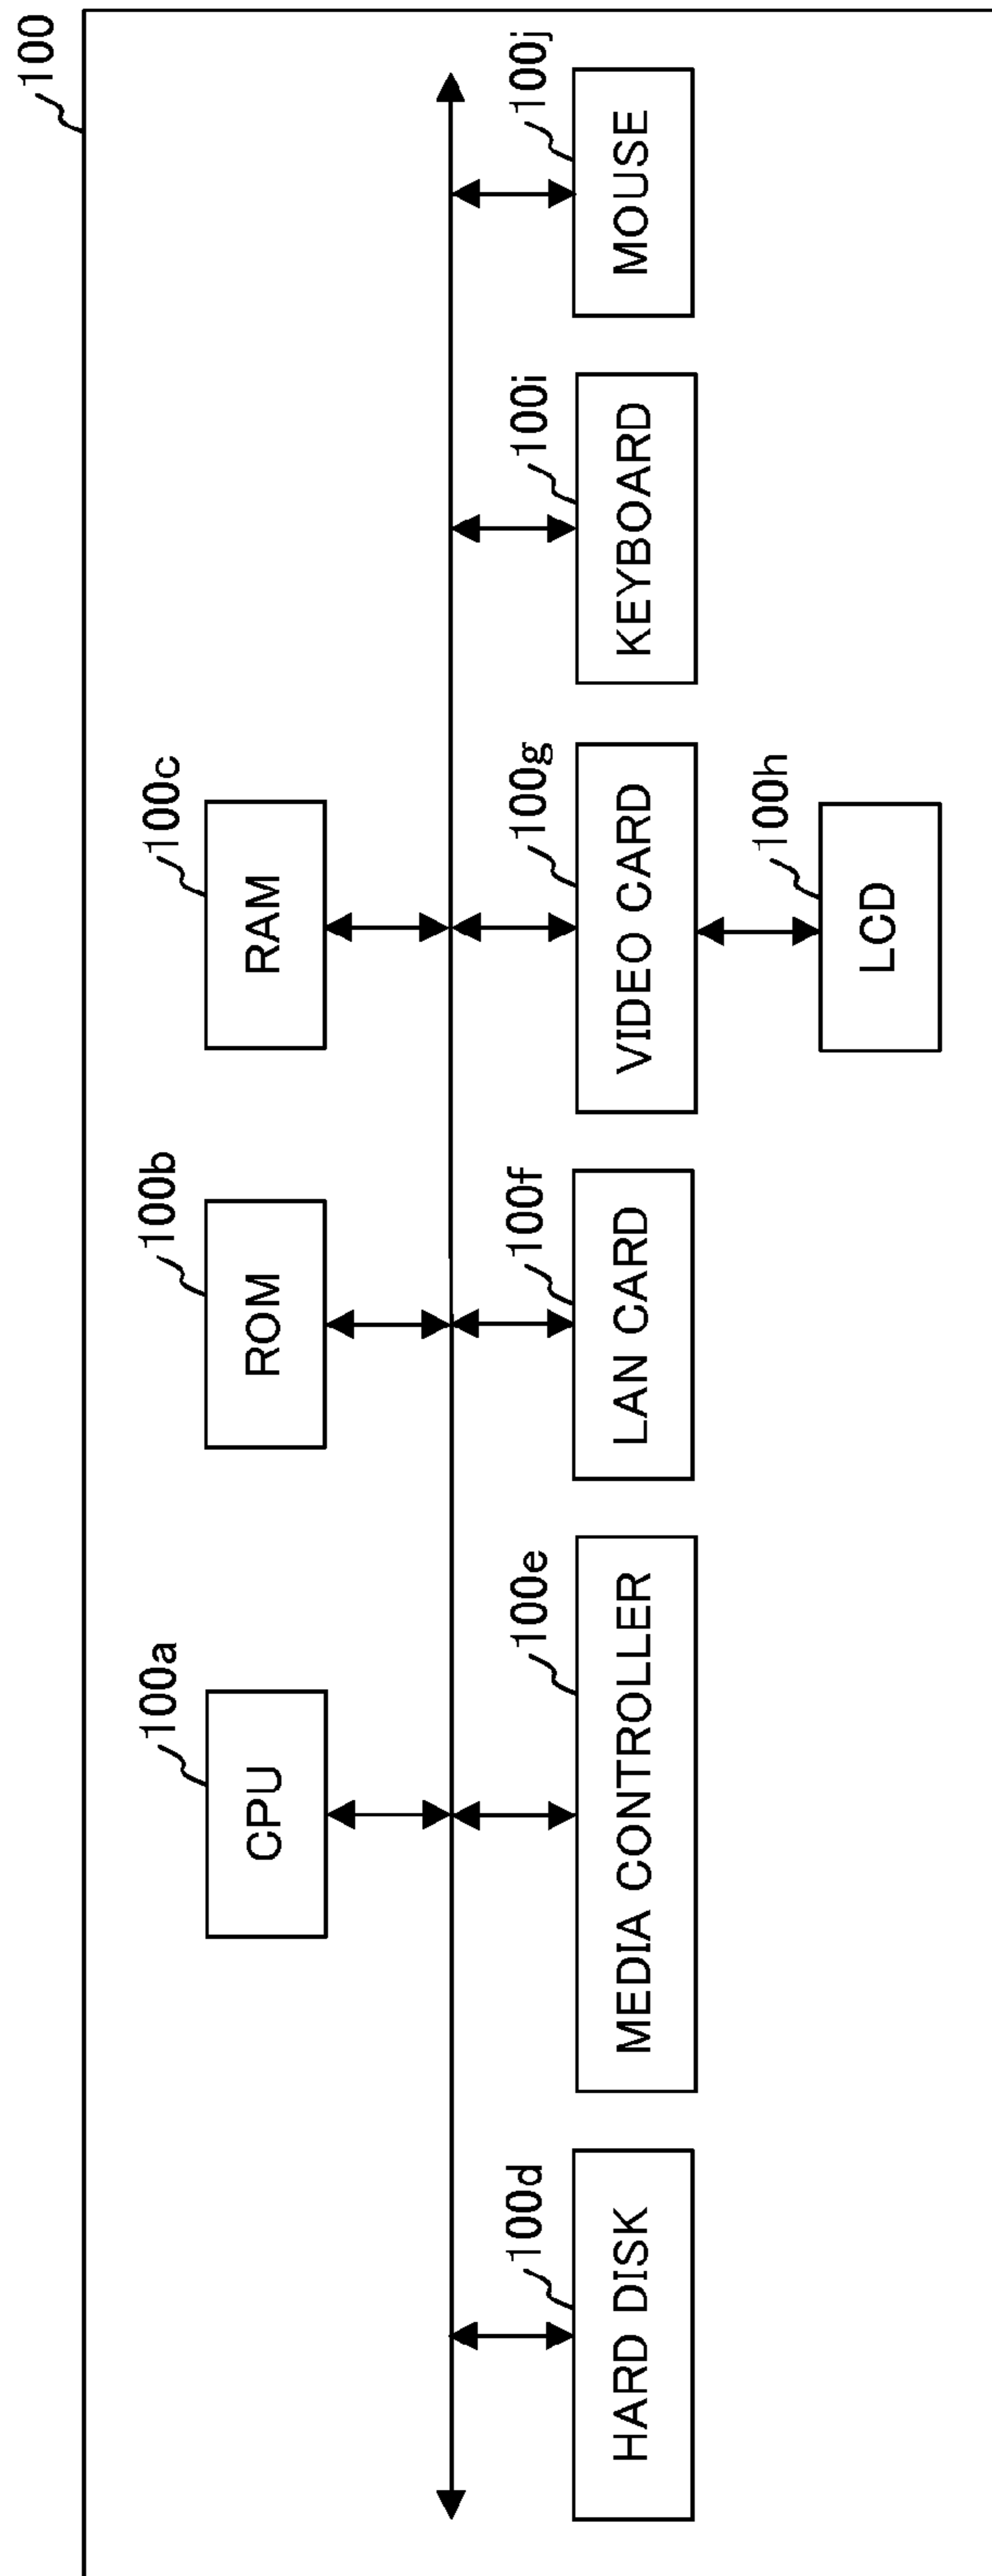 100
100a
CPU
100b
ROM
100c
RAM
100d
HARD DISK
100e
MEDIA CONTROLLER
100f
LAN CARD
100g
VIDEO CARD
100i
KEYBOARD
100j
MOUSE
100h
LCD